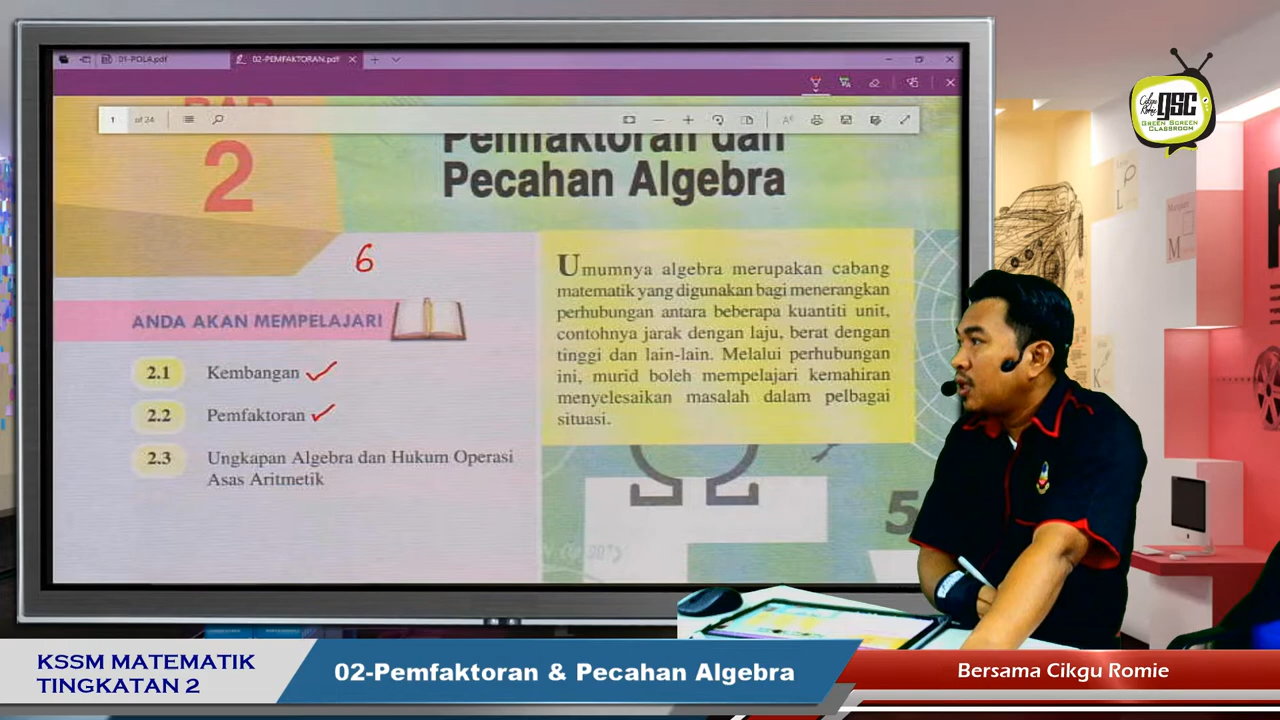 01-POLA.pdf
02-PEMFAKTORAN.pdf
1 of 24
BAB
2
Pemfaktoran dan
Pecahan Algebra
6
ANDA AKAN MEMPELAJARI
2.1 Kembangan
2.2 Pemfaktoran
2.3 Ungkapan Algebra dan Hukum Operasi
Asas Aritmetik
Umumnya algebra merupakan cabang
matematik yang digunakan bagi menerangkan
perhubungan antara beberapa kuantiti unit,
contohnya jarak dengan laju, berat dengan
tinggi dan lain-lain. Melalui perhubungan
ini, murid boleh mempelajari kemahiran
menyelesaikan masalah dalam pelbagai
situasi.
5
Cikgu
Romie
GSC
GREEN SCREEN
CLASSROOM
L
M
K
KSSM MATEMATIK
TINGKATAN 2
02-Pemfaktoran & Pecahan Algebra
Bersama Cikgu Romie